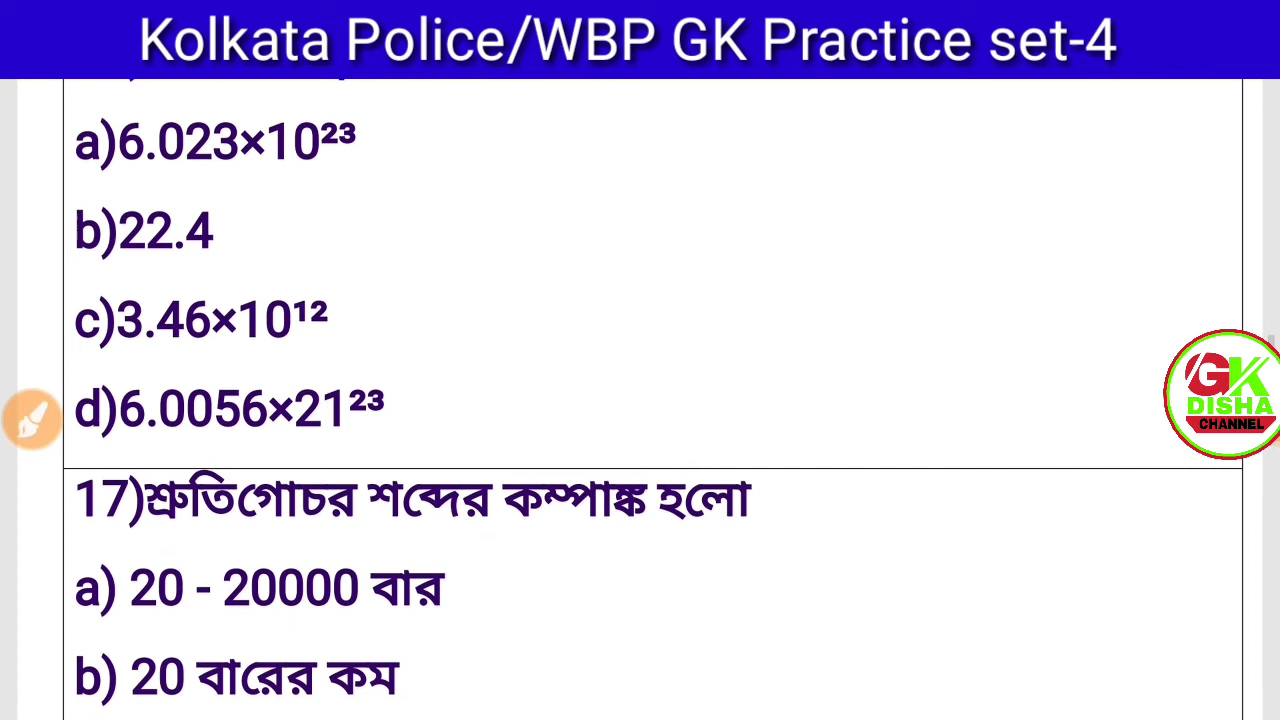 Kolkata Police/WBP GK Practice set-4
a)6.023×10²³
b)22.4
c)3.46×10¹²
d)6.0056×21²³
GK
DISHA
CHANNEL
17)শ্রুতিগোচর শব্দের কম্পাঙ্ক হলো
a) 20 - 20000 বার
b) 20 বারের কম